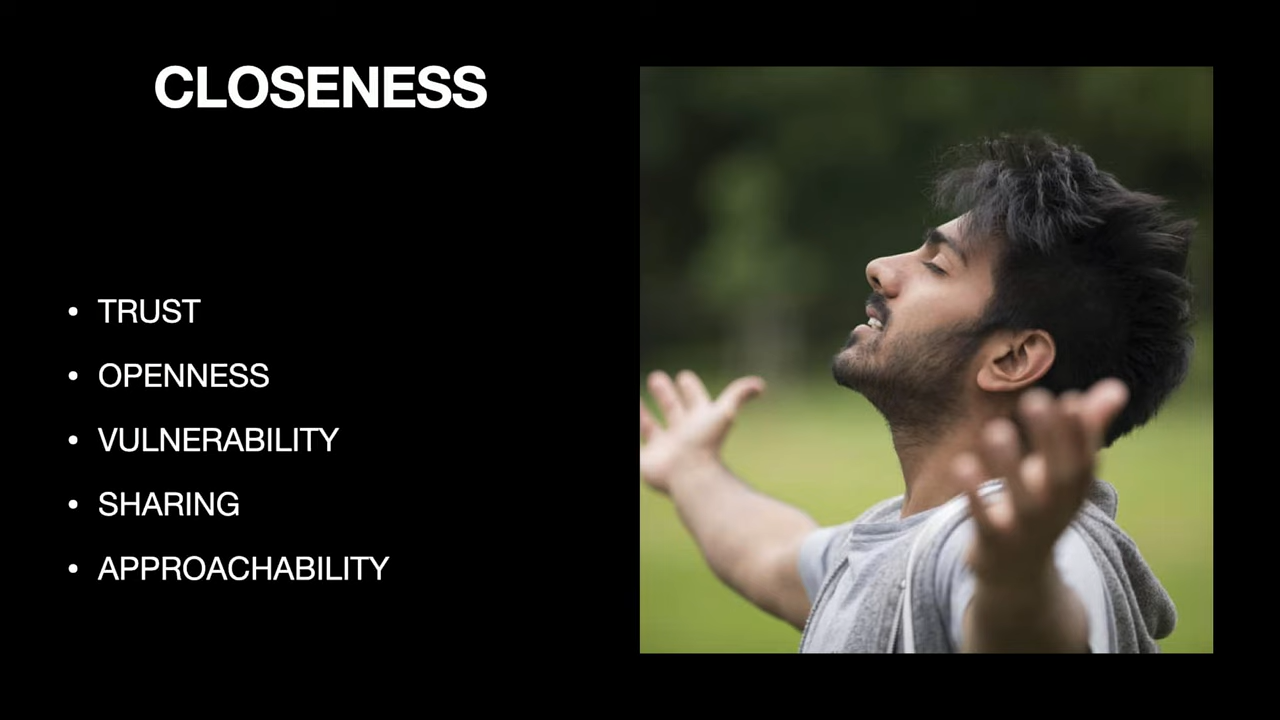 CLOSENESS
• TRUST
• OPENNESS
• VULNERABILITY
• SHARING
• APPROACHABILITY